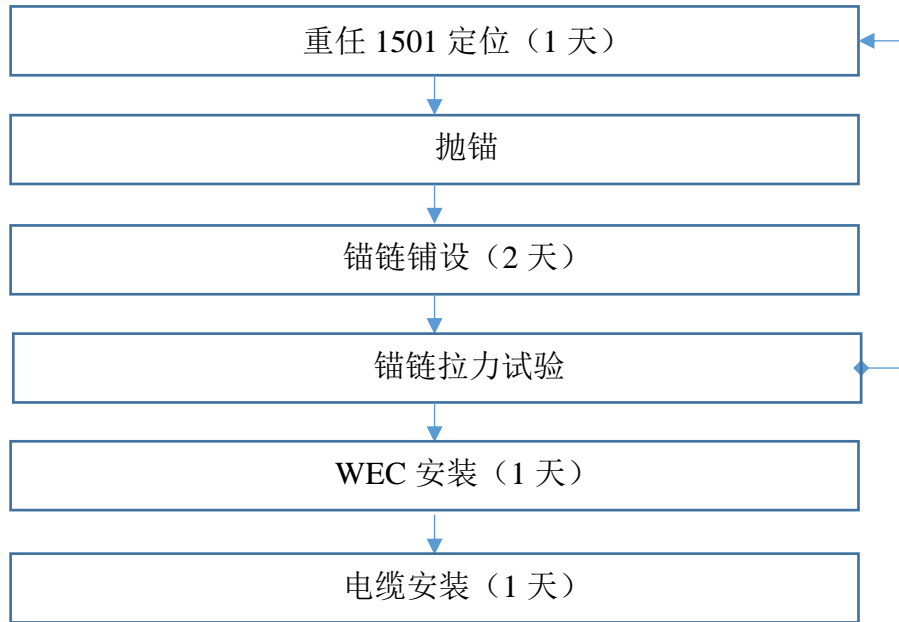 重任 1501 定位（1 天）
抛锚
锚链铺设（2 天）
锚链拉力试验
WEC 安装（1 天）
电缆安装（1 天）